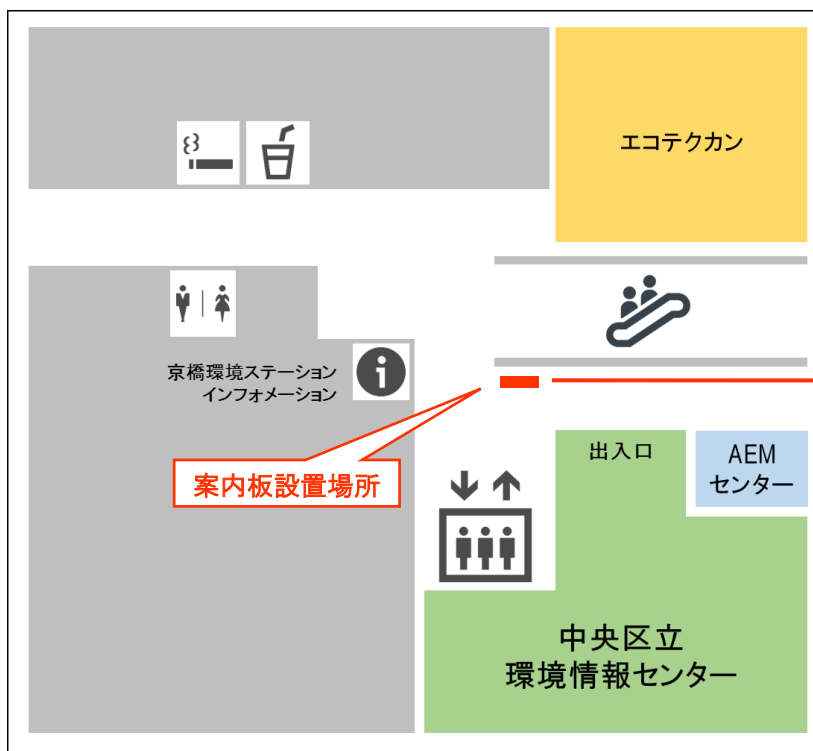 エコテクカン
京橋環境ステーション
インフォメーション
案内板設置場所
出入口
AEM
センター
中央区立
環境情報センター